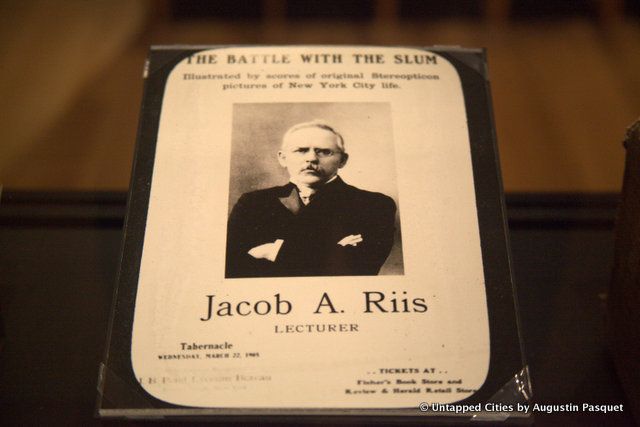 THE BATTLE WITH THE SLUM
Illustrated by scores of original Stereopticon
pictures of New York City life.
Jacob A. Riis
LECTURER
Tabernacle
WEDNESDAY, MARCH 22, 1905
. . TICKETS AT . .
Fisher's Book Store and
Review & Herald Retail Store
© Untapped Cities by Augustin Pasquet